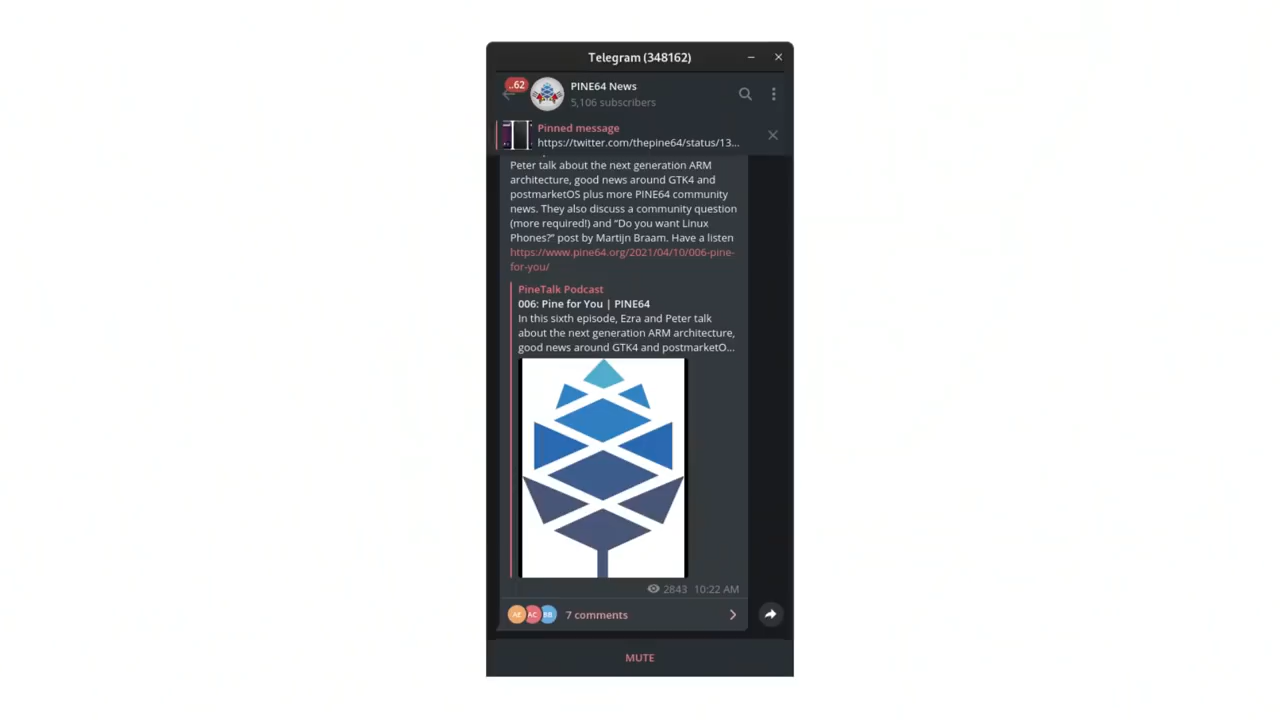 Telegram (348162)
..62
PINE64 News
5,106 subscribers
Pinned message
https://twitter.com/thepine64/status/13...
Peter talk about the next generation ARM
architecture, good news around GTK4 and
postmarketOS plus more PINE64 community
news. They also discuss a community question
(more required!) and “Do you want Linux
Phones?” post by Martijn Braam. Have a listen
https://www.pine64.org/2021/04/10/006-pine-
for-you/
PineTalk Podcast
006: Pine for You | PINE64
In this sixth episode, Ezra and Peter talk
about the next generation ARM architecture,
good news around GTK4 and postmarketO...
2843 10:22 AM
AC BB
7 comments
MUTE